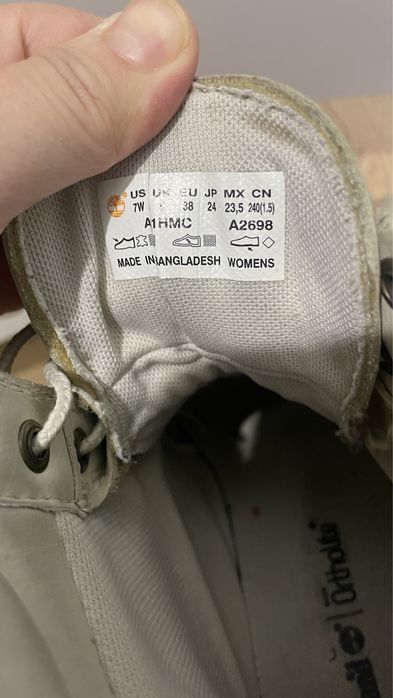 US UK EU JP MX CN
7W 38 24 23,5 240(1.5)
A1HMC A2698
MADE IN BANGLADESH WOMENS
Ortholite